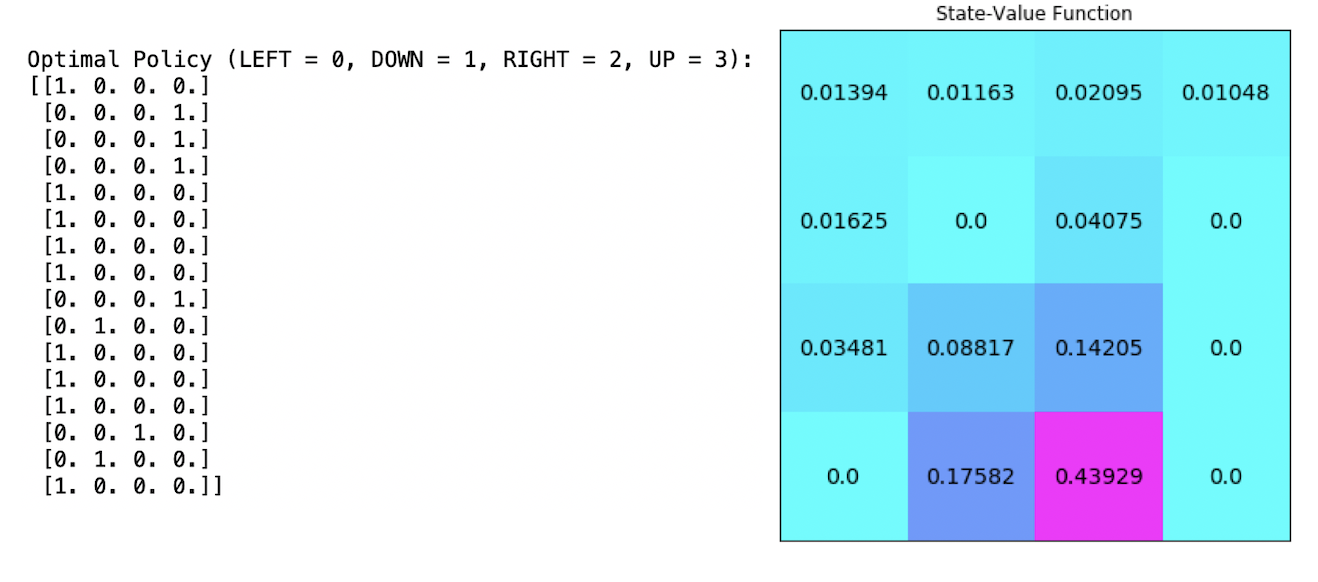 Optimal Policy (LEFT = 0, DOWN = 1, RIGHT = 2, UP = 3):
[[1. 0. 0. 0.]
[0. 0. 0. 1.]
[0. 0. 0. 1.]
[0. 0. 0. 1.]
[1. 0. 0. 0.]
[1. 0. 0. 0.]
[1. 0. 0. 0.]
[1. 0. 0. 0.]
[0. 0. 0. 1.]
[0. 1. 0. 0.]
[1. 0. 0. 0.]
[1. 0. 0. 0.]
[1. 0. 0. 0.]
[0. 0. 1. 0.]
[0. 1. 0. 0.]
[1. 0. 0. 0.]]
State-Value Function
0.01394 0.01163 0.02095 0.01048
0.01625 0.0 0.04075 0.0
0.03481 0.08817 0.14205 0.0
0.0 0.17582 0.43929 0.0